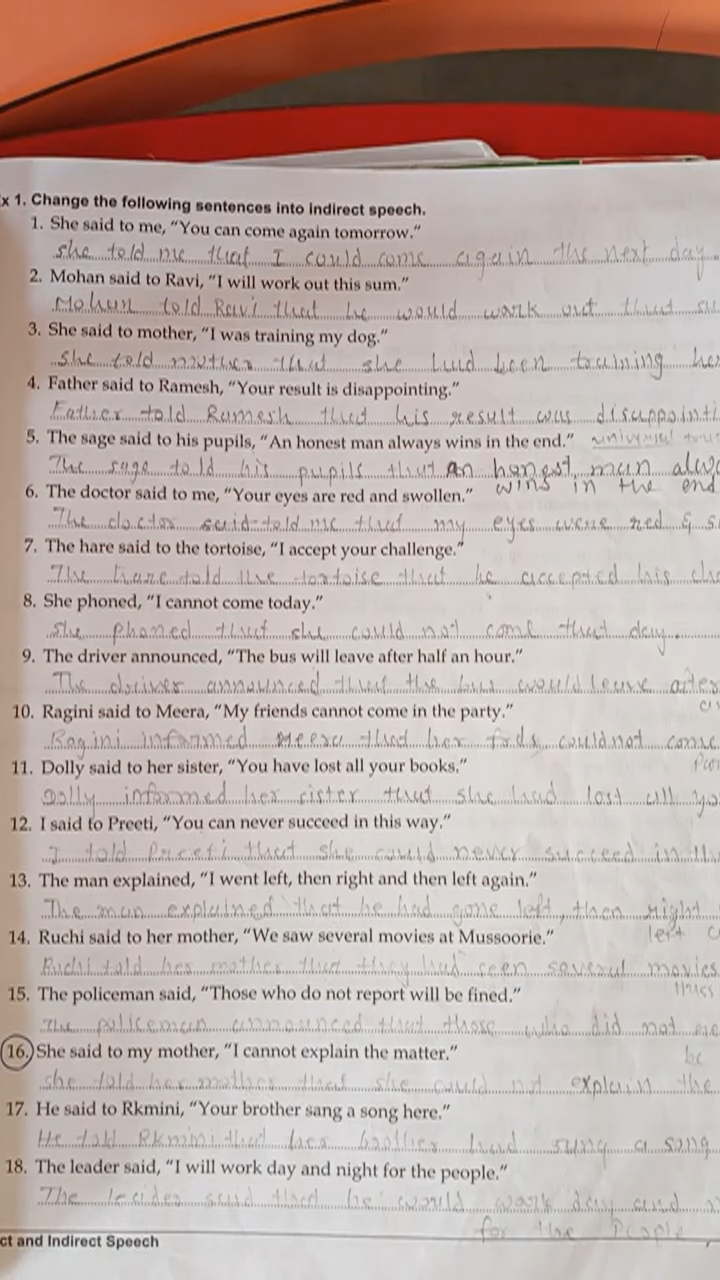 x 1. Change the following sentences into indirect speech.
1. She said to me, “You can come again tomorrow.”
she told me that I could come again the next day
2. Mohan said to Ravi, “I will work out this sum.”
Mohun told Ravi that he would work out that su
3. She said to mother, “I was training my dog.”
She told mother that she had been training her
4. Father said to Ramesh, “Your result is disappointing.”
Father told Ramesh that his result was disappointi
5. The sage said to his pupils, “An honest man always wins in the end.”
The sage told his pupils that an honest man alwa
wins in the end
6. The doctor said to me, “Your eyes are red and swollen.”
The doctor said told me that my eyes were red & s
7. The hare said to the tortoise, “I accept your challenge.”
The hare told the tortoise that he accepted his cha
8. She phoned, “I cannot come today.”
She phoned that she could not come that day
9. The driver announced, “The bus will leave after half an hour.”
The driver announced that the bus would leave after
10. Ragini said to Meera, “My friends cannot come in the party.”
Ragini informed Meera that her frds could not come
11. Dolly said to her sister, “You have lost all your books.”
Dolly informed her sister that she had lost all yo
12. I said to Preeti, “You can never succeed in this way.”
I told Preeti that she could never succeed in
13. The man explained, “I went left, then right and then left again.”
The man explained that he had gone left, then right
left
14. Ruchi said to her mother, “We saw several movies at Mussoorie.”
Ruchi told her mother that they had seen several movies
15. The policeman said, “Those who do not report will be fined.”
The policeman announced that those who did not re
be
16. She said to my mother, “I cannot explain the matter.”
she told her mother that she could not explain the
17. He said to Rkmini, “Your brother sang a song here.”
He told Rkmini that her brother had sung a song
18. The leader said, “I will work day and night for the people.”
The leader said that he would work day and
for the People
ct and Indirect Speech